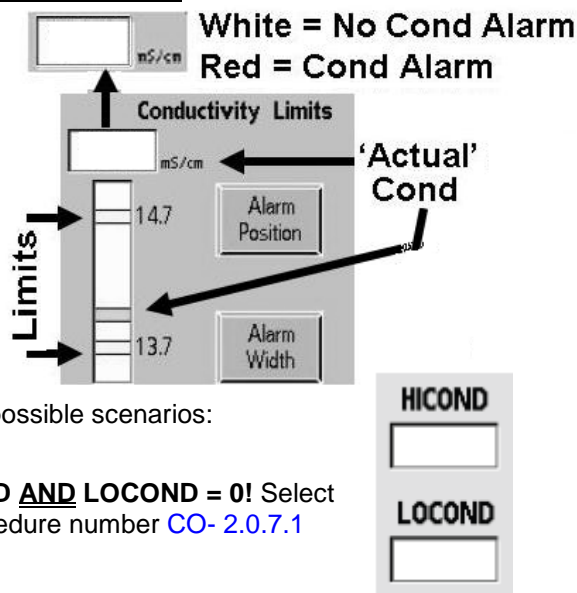 White = No Cond Alarm
mS/cm
Red = Cond Alarm
Conductivity Limits
mS/cm
'Actual'
Cond
14.7
Alarm
Position
Limits
13.7
Alarm
Width
possible scenarios:
HICOND
D AND LOCOND = 0! Select
edure number CO- 2.0.7.1
LOCOND